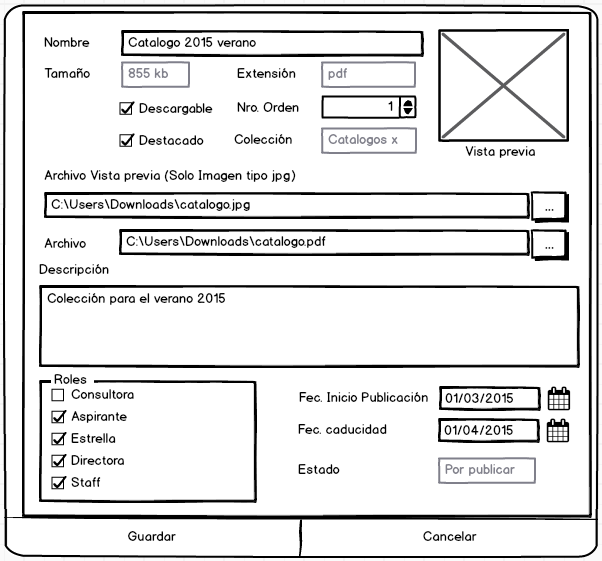 Nombre Catalogo 2015 verano
Tamaño 855 kb Extensión pdf
Descargable Nro. Orden 1
Destacado Colección Catalogos x
Vista previa
Archivo Vista previa (Solo Imagen tipo jpg)
C:\Users\Downloads\catalogo.jpg ...
Archivo C:\Users\Downloads\catalogo.pdf ...
Descripción
Colección para el verano 2015
Roles
Consultora
Aspirante
Estrella
Directora
Staff
Fec. Inicio Publicación 01/03/2015
Fec. caducidad 01/04/2015
Estado Por publicar
Guardar Cancelar